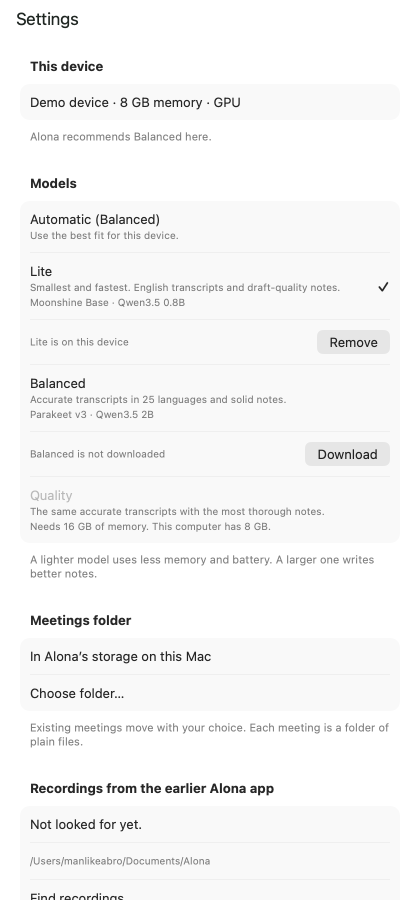 Settings
This device
Demo device · 8 GB memory · GPU
Alona recommends Balanced here.
Models
Automatic (Balanced)
Use the best fit for this device.
Lite
Smallest and fastest. English transcripts and draft-quality notes.
Moonshine Base · Qwen3.5 0.8B
Lite is on this device
Remove
Balanced
Accurate transcripts in 25 languages and solid notes.
Parakeet v3 · Qwen3.5 2B
Balanced is not downloaded
Download
Quality
The same accurate transcripts with the most thorough notes.
Needs 16 GB of memory. This computer has 8 GB.
A lighter model uses less memory and battery. A larger one writes
better notes.
Meetings folder
In Alona’s storage on this Mac
Choose folder…
Existing meetings move with your choice. Each meeting is a folder of
plain files.
Recordings from the earlier Alona app
Not looked for yet.
/Users/manlikeabro/Documents/Alona
Find recordings